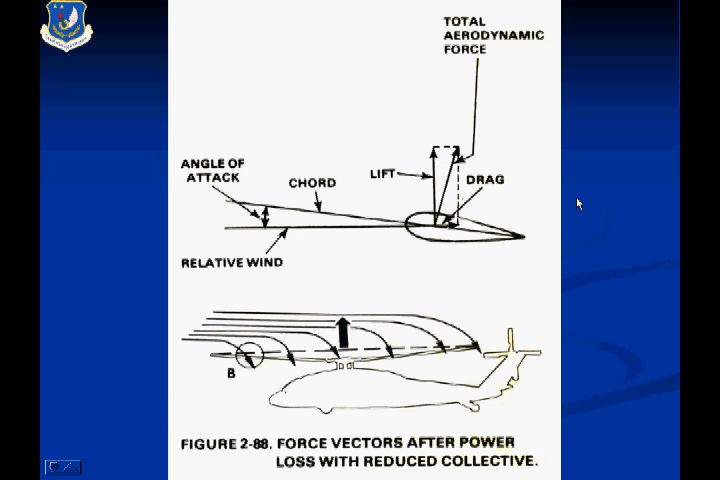 TOTAL
AERODYNAMIC
FORCE
ANGLE OF
ATTACK
CHORD
LIFT
DRAG
RELATIVE WIND
B
FIGURE 2-88. FORCE VECTORS AFTER POWER
LOSS WITH REDUCED COLLECTIVE.